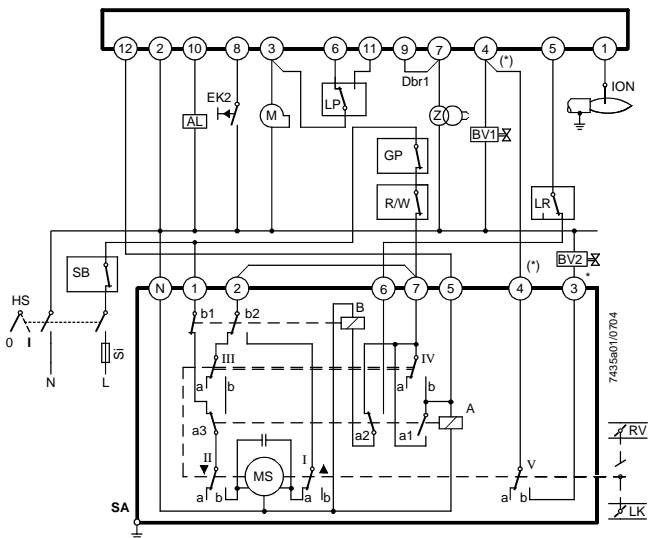 12 2 10 8 3 6 11 9 7 4 (*) 5 1
Dbr1
ION
EK2
LP
AL
M
Z
BV1
GP
R/W
LR
SB
BV2
(*)
*
HS
0 I
Si
N L
N 1 2 6 7 5 4 3
b1 b2 B
III IV
a b a b
A
a3 a2 a1
II I V
MS
a b a b a b
SA
RV
LK
7435a01/0704